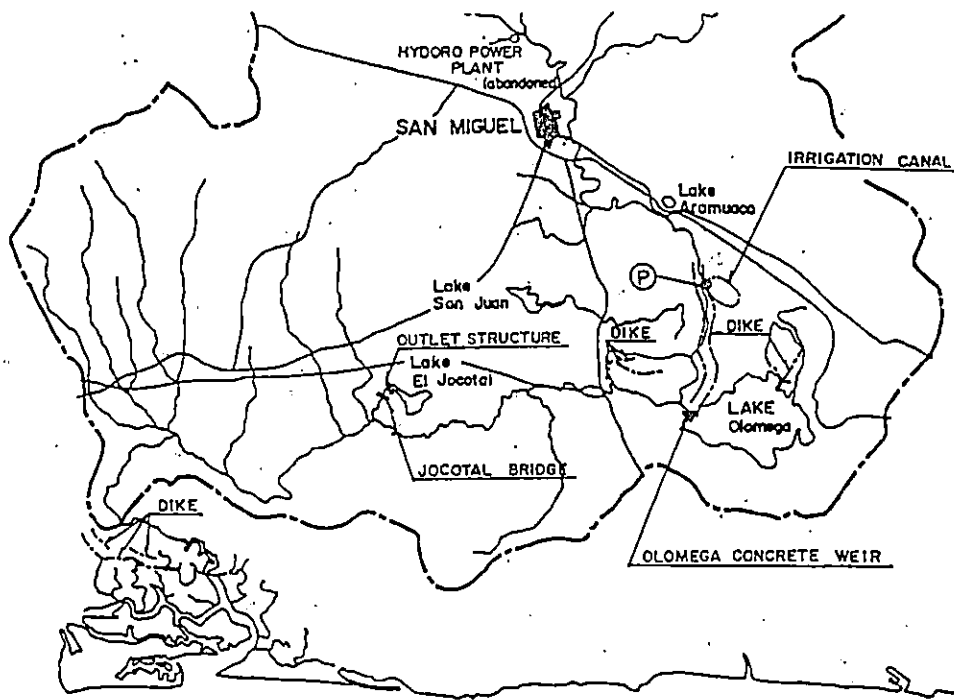 HYDORO POWER
PLANT
(abandoned)
SAN MIGUEL
IRRIGATION CANAL
Lake
Aramuaca
P
Lake
San Juan
OUTLET STRUCTURE
DIKE
DIKE
Lake
El Jocotal
LAKE
Olomega
JOCOTAL BRIDGE
DIKE
OLOMEGA CONCRETE WEIR